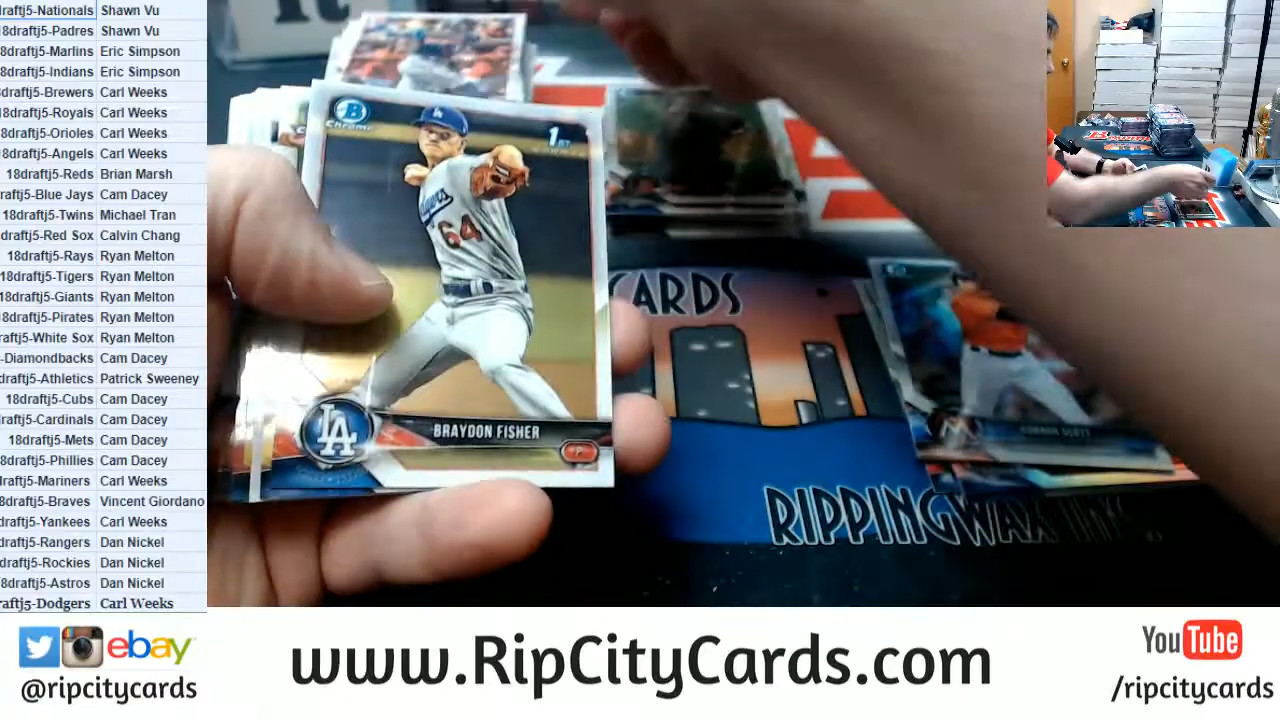 raftj5-Nationals Shawn Vu
8draftj5-Padres Shawn Vu
8draftj5-Marlins Eric Simpson
8draftj5-Indians Eric Simpson
8draftj5-Brewers Carl Weeks
8draftj5-Royals Carl Weeks
8draftj5-Orioles Carl Weeks
8draftj5-Angels Carl Weeks
18draftj5-Reds Brian Marsh
raftj5-Blue Jays Cam Dacey
18draftj5-Twins Michael Tran
draftj5-Red Sox Calvin Chang
18draftj5-Rays Ryan Melton
18draftj5-Tigers Ryan Melton
18draftj5-Giants Ryan Melton
18draftj5-Pirates Ryan Melton
raftj5-White Sox Ryan Melton
-Diamondbacks Cam Dacey
draftj5-Athletics Patrick Sweeney
18draftj5-Cubs Cam Dacey
draftj5-Cardinals Cam Dacey
18draftj5-Mets Cam Dacey
8draftj5-Phillies Cam Dacey
draftj5-Mariners Carl Weeks
8draftj5-Braves Vincent Giordano
draftj5-Yankees Carl Weeks
draftj5-Rangers Dan Nickel
draftj5-Rockies Dan Nickel
8draftj5-Astros Dan Nickel
raftj5-Dodgers Carl Weeks
B
Chrome
1ST
LA
Dodgers
64
LA
BRAYDON FISHER
P
CARDS
CONNOR SCOTT
RIPPINGWAX
ebay
@ripcitycards
www.RipCityCards.com
YouTube
/ripcitycards